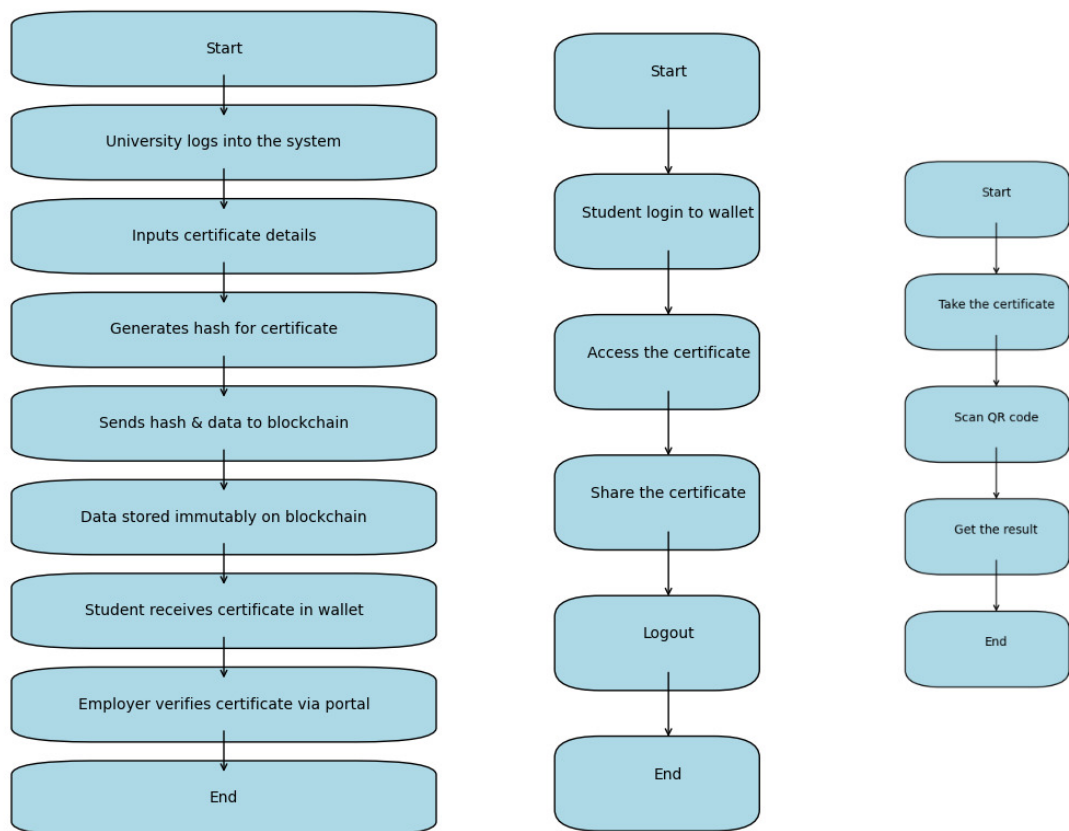 Start
University logs into the system
Inputs certificate details
Generates hash for certificate
Sends hash & data to blockchain
Data stored immutably on blockchain
Student receives certificate in wallet
Employer verifies certificate via portal
End
Start
Student login to wallet
Access the certificate
Share the certificate
Logout
End
Start
Take the certificate
Scan QR code
Get the result
End